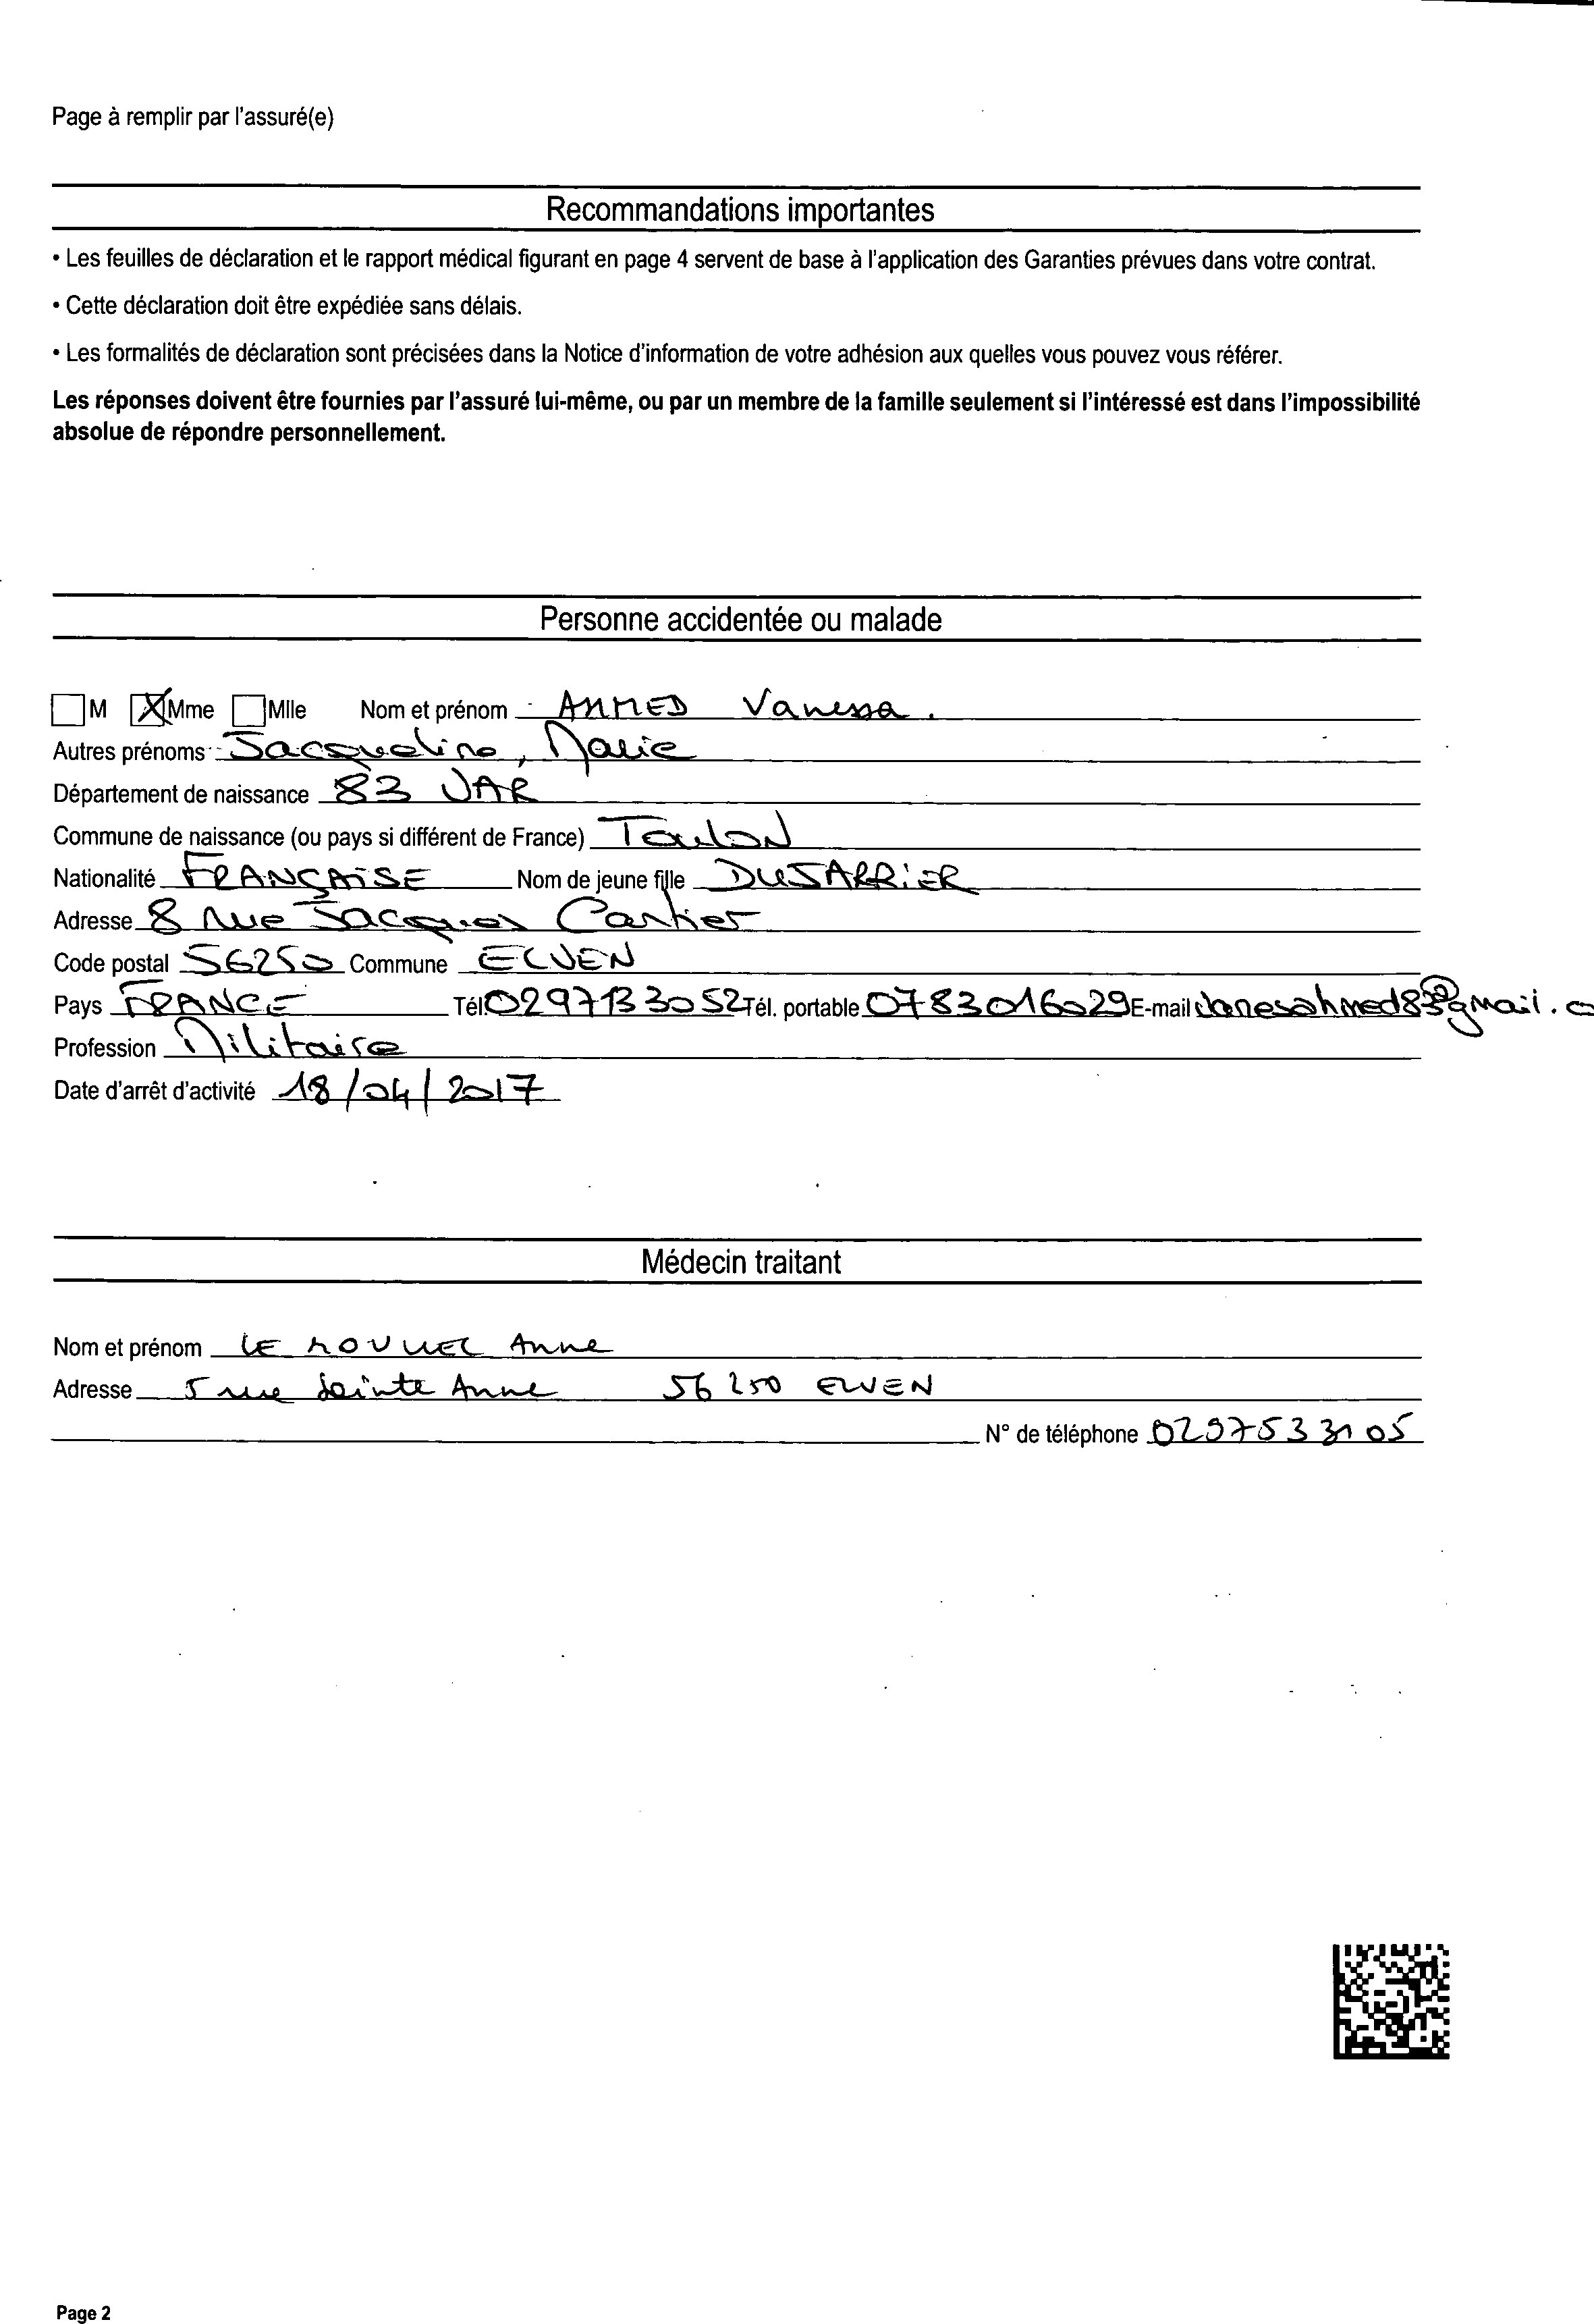 Page à remplir par l'assuré(e)
Recommandations importantes
• Les feuilles de déclaration et le rapport médical figurant en page 4 servent de base à l'application des Garanties prévues dans votre contrat.
• Cette déclaration doit être expédiée sans délais.
• Les formalités de déclaration sont précisées dans la Notice d'information de votre adhésion aux quelles vous pouvez vous référer.
Les réponses doivent être fournies par l'assuré lui-même, ou par un membre de la famille seulement si l'intéressé est dans l'impossibilité
absolue de répondre personnellement.
Personne accidentée ou malade
M Mme Mlle Nom et prénom AHMED Vanessa.
Autres prénoms Jacqueline, Marie
Département de naissance 83 VAR
Commune de naissance (ou pays si différent de France) Toulon
Nationalité FRANÇAISE Nom de jeune fille DUSARRIER
Adresse 8 rue Jacques Cartier
Code postal 56250 Commune ELVEN
Pays FRANCE Tél. 0297133052 Tél. portable 0783016029 E-mail
Profession Militaire
Date d'arrêt d'activité 18/04/2017
Médecin traitant
Nom et prénom LE Anne
Adresse 5 rue Sainte Anne 56 250 ELVEN
N° de téléphone 0297533105
Page 2